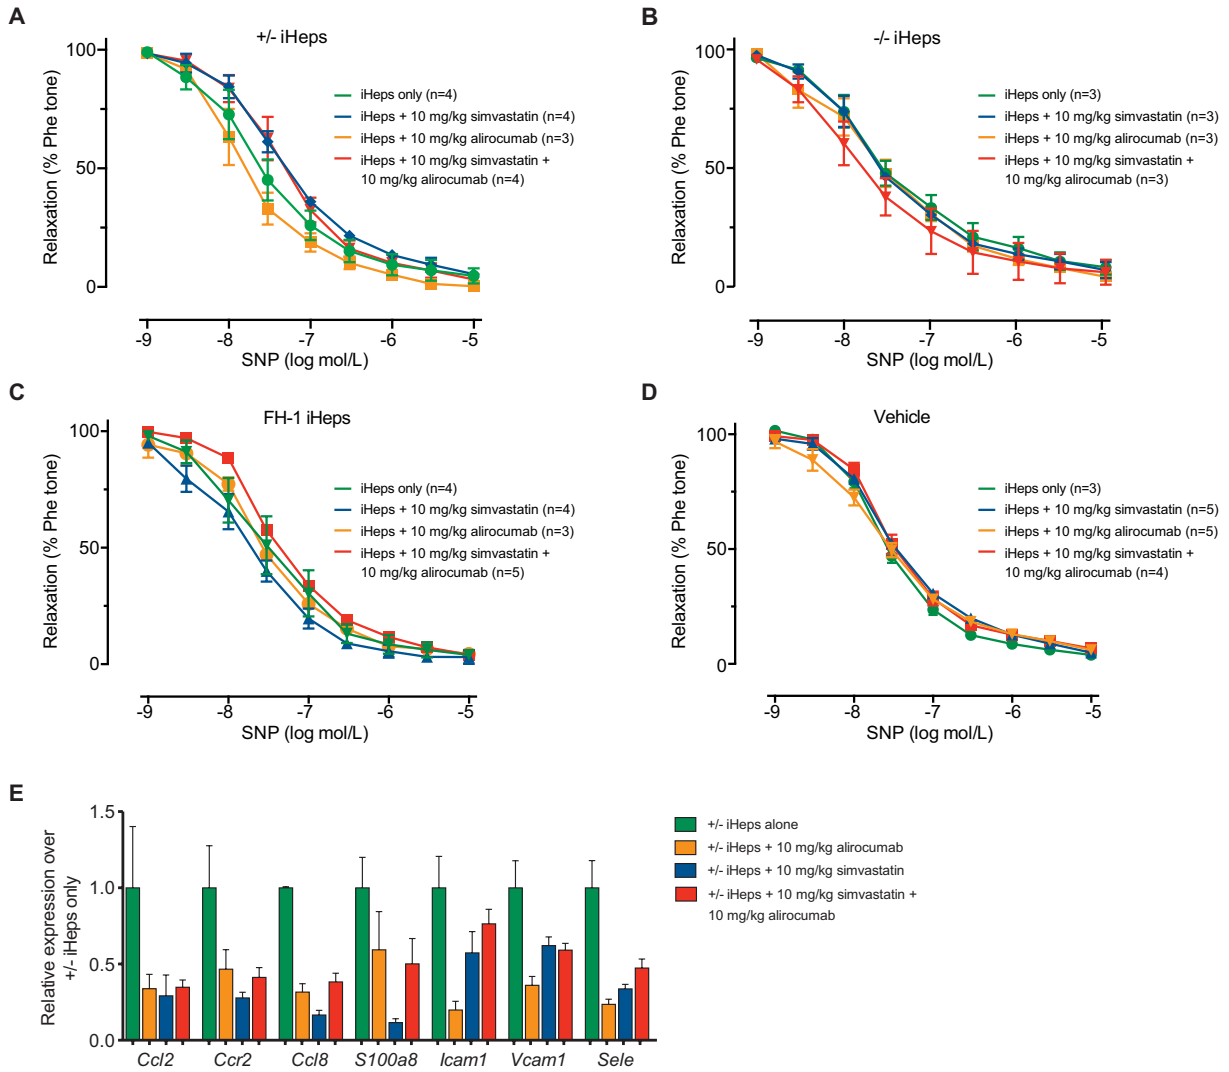 A
+/- iHeps
100
50
0
Relaxation (% Phe tone)
iHeps only (n=4)
iHeps + 10 mg/kg simvastatin (n=4)
iHeps + 10 mg/kg alirocumab (n=3)
iHeps + 10 mg/kg simvastatin +
10 mg/kg alirocumab (n=4)
-9 -8 -7 -6 -5
SNP (log mol/L)
B
-/- iHeps
100
50
0
Relaxation (% Phe tone)
iHeps only (n=3)
iHeps + 10 mg/kg simvastatin (n=3)
iHeps + 10 mg/kg alirocumab (n=3)
iHeps + 10 mg/kg simvastatin +
10 mg/kg alirocumab (n=3)
-9 -8 -7 -6 -5
SNP (log mol/L)
C
FH-1 iHeps
100
50
0
Relaxation (% Phe tone)
iHeps only (n=4)
iHeps + 10 mg/kg simvastatin (n=4)
iHeps + 10 mg/kg alirocumab (n=3)
iHeps + 10 mg/kg simvastatin +
10 mg/kg alirocumab (n=5)
-9 -8 -7 -6 -5
SNP (log mol/L)
D
Vehicle
100
50
0
Relaxation (% Phe tone)
iHeps only (n=3)
iHeps + 10 mg/kg simvastatin (n=5)
iHeps + 10 mg/kg alirocumab (n=5)
iHeps + 10 mg/kg simvastatin +
10 mg/kg alirocumab (n=4)
-9 -8 -7 -6 -5
SNP (log mol/L)
E
1.5
1.0
0.5
0.0
Relative expression over
+/- iHeps only
Ccl2 Ccr2 Ccl8 S100a8 Icam1 Vcam1 Sele
+/- iHeps alone
+/- iHeps + 10 mg/kg alirocumab
+/- iHeps + 10 mg/kg simvastatin
+/- iHeps + 10 mg/kg simvastatin +
10 mg/kg alirocumab